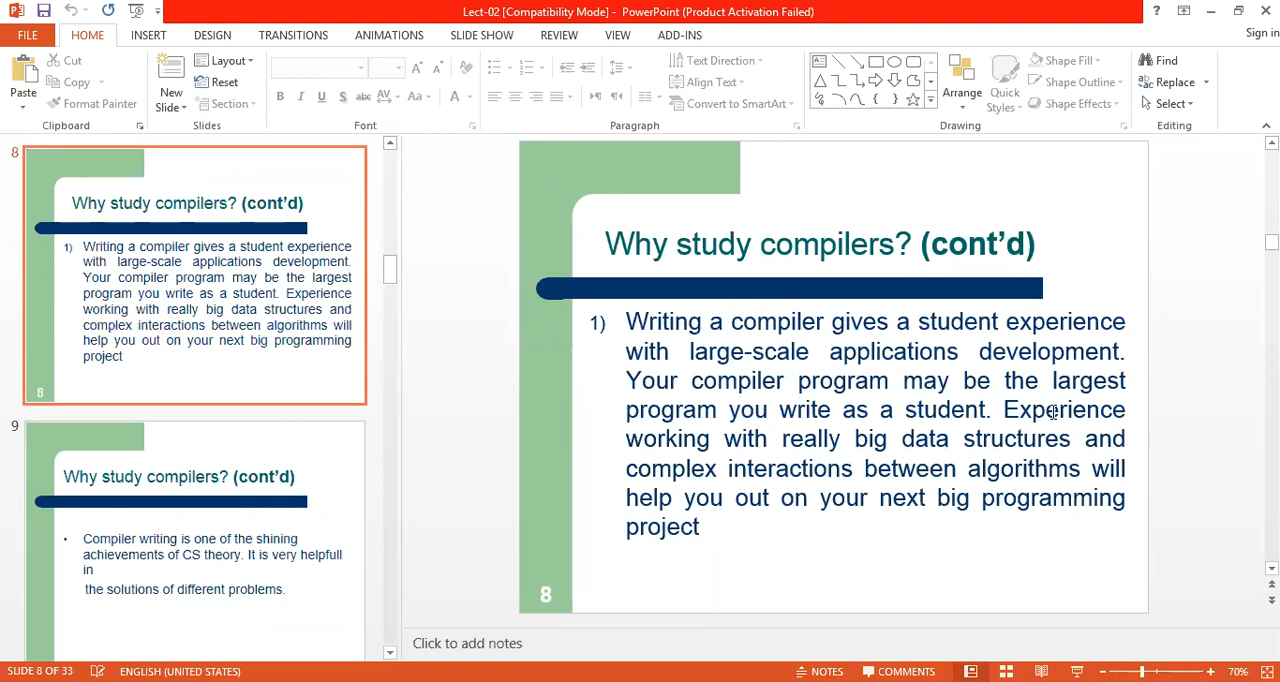 Lect-02 [Compatibility Mode] - PowerPoint (Product Activation Failed)
FILE HOME INSERT DESIGN TRANSITIONS ANIMATIONS SLIDE SHOW REVIEW VIEW ADD-INS Sign in
Paste
Cut
Copy
Format Painter
Clipboard
New Slide
Layout
Reset
Section
Slides
B I U S abc AV Aa A
Font
Text Direction
Align Text
Convert to SmartArt
Paragraph
Arrange
Quick Styles
Shape Fill
Shape Outline
Shape Effects
Drawing
Find
Replace
Select
Editing
8
Why study compilers? (cont'd)
1) Writing a compiler gives a student experience
with large-scale applications development.
Your compiler program may be the largest
program you write as a student. Experience
working with really big data structures and
complex interactions between algorithms will
help you out on your next big programming
project
8
9
Why study compilers? (cont'd)
• Compiler writing is one of the shining
achievements of CS theory. It is very helpfull
in
the solutions of different problems.
Why study compilers? (cont'd)
1) Writing a compiler gives a student experience
with large-scale applications development.
Your compiler program may be the largest
program you write as a student. Experience
working with really big data structures and
complex interactions between algorithms will
help you out on your next big programming
project
8
Click to add notes
SLIDE 8 OF 33 ENGLISH (UNITED STATES) NOTES COMMENTS 70%